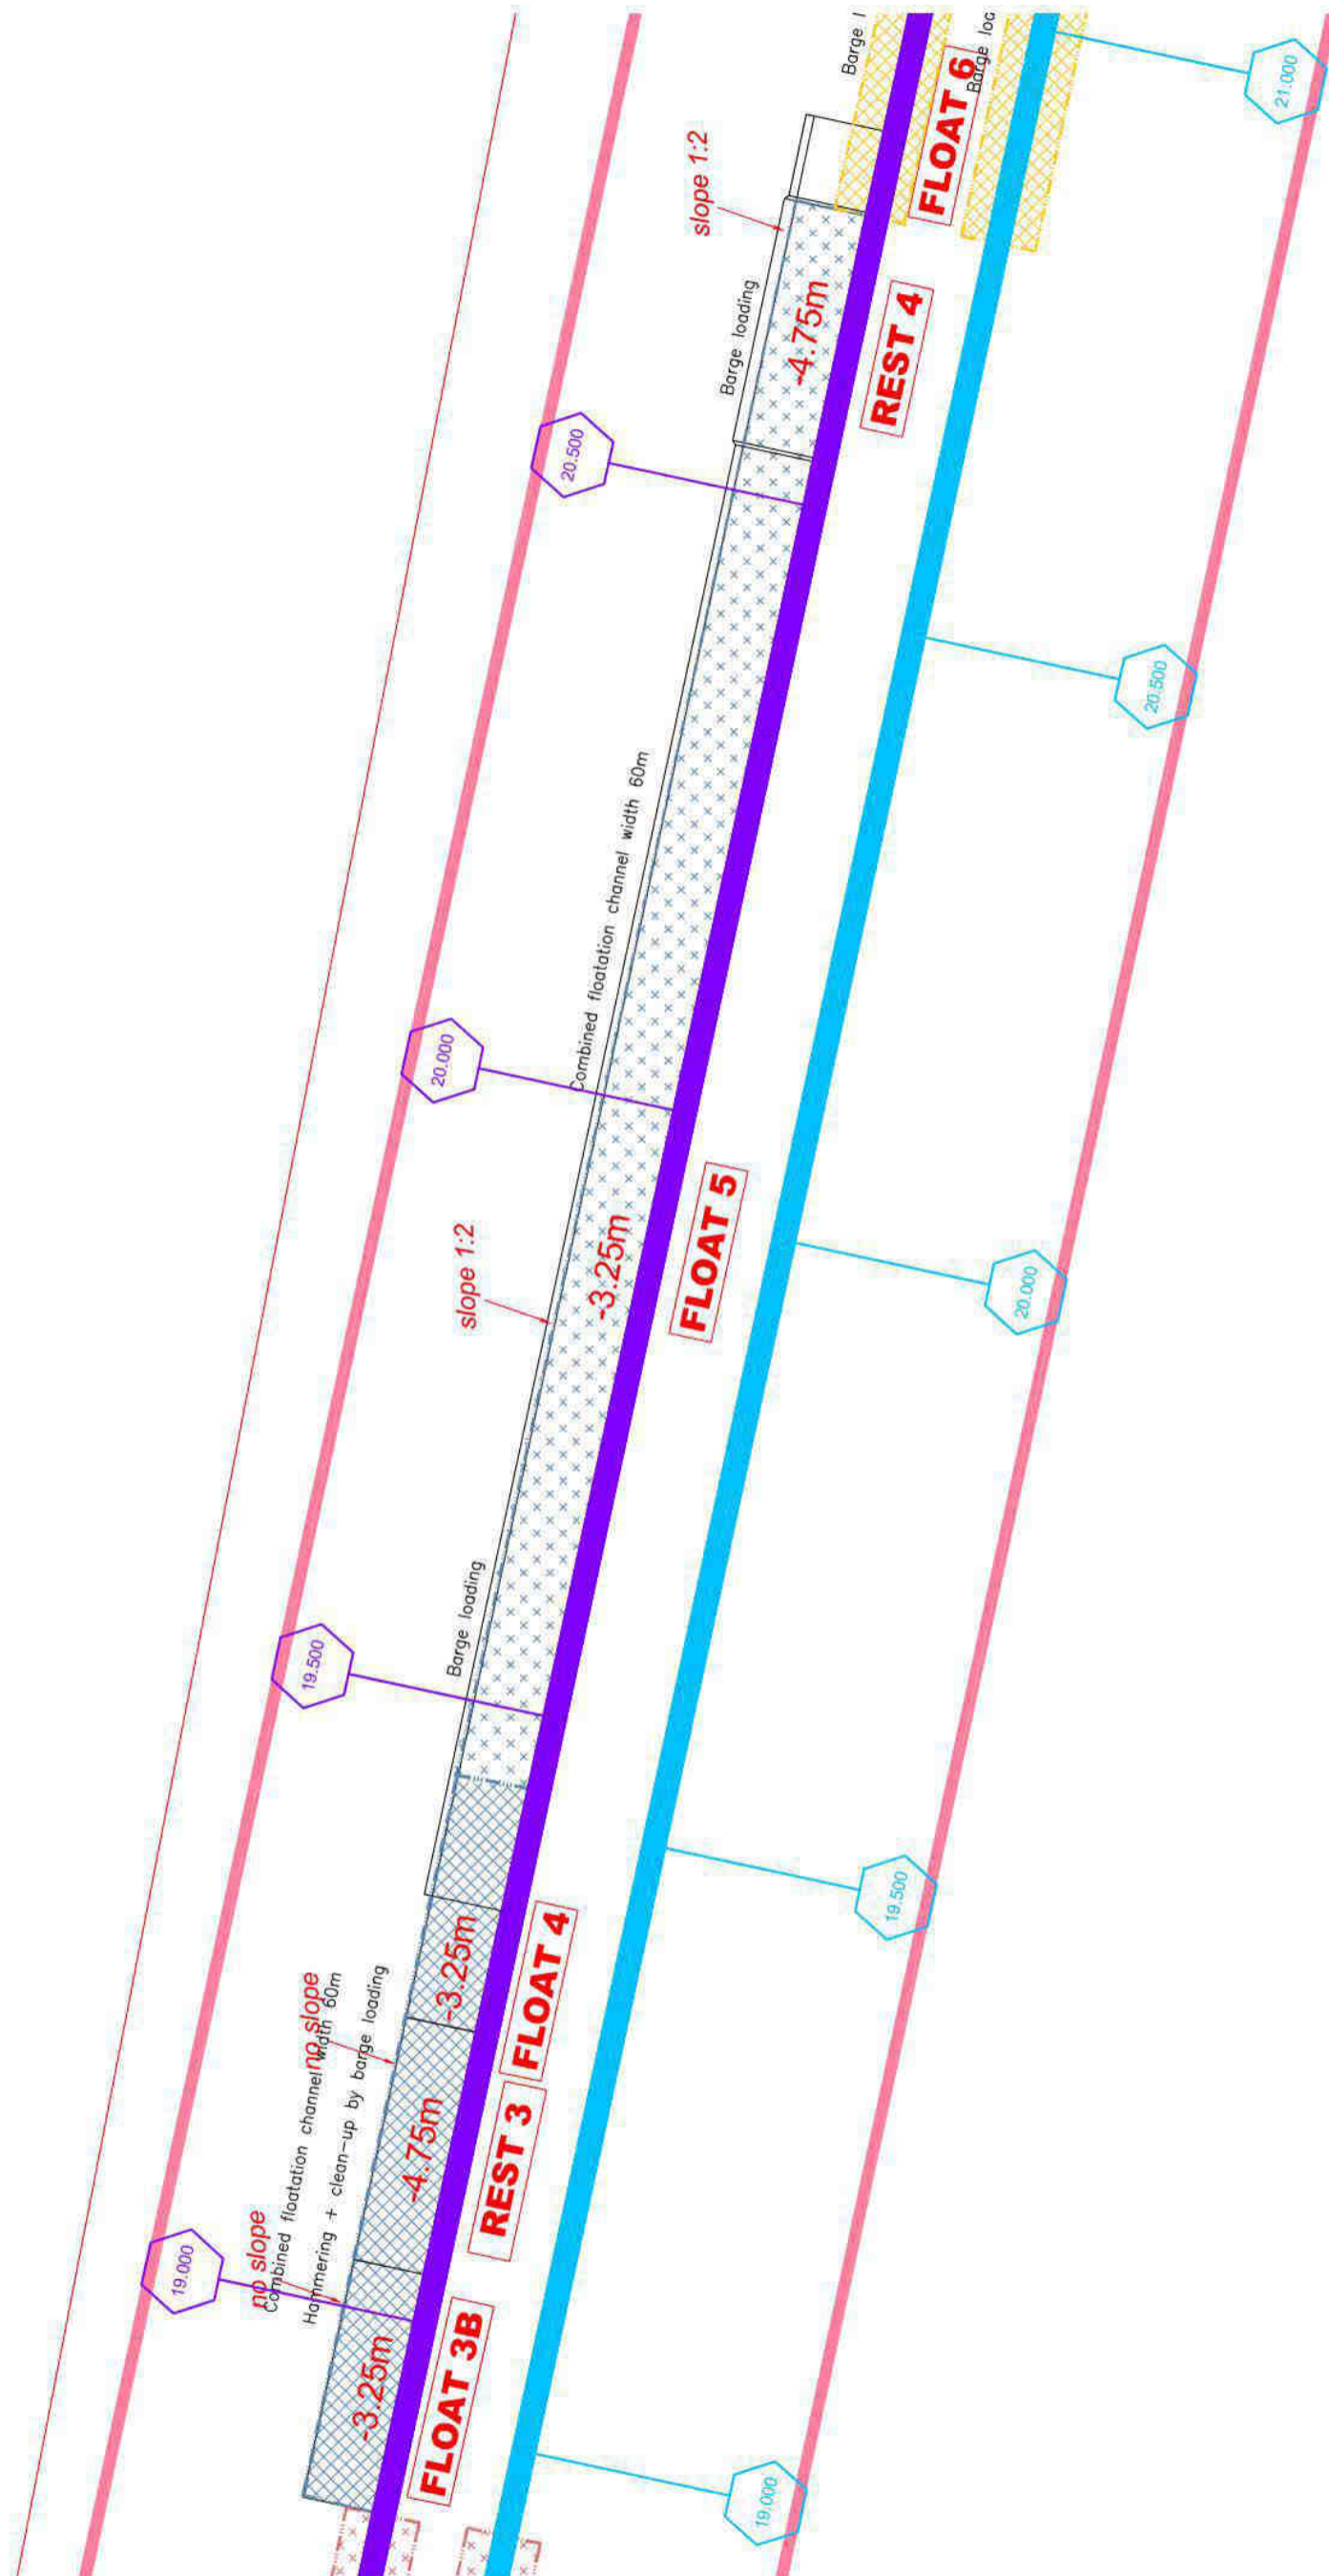 Barge l
Barge loc
FLOAT 6
21.000
slope 1:2
Barge loading
-4.75m
REST 4
20.500
20.500
Combined floatation channel width 60m
20.000
-3.25m
FLOAT 5
slope 1:2
20.000
Barge loading
19.500
19.500
-3.25m
FLOAT 4
no slope
Combined floatation channel width 60m
Hammering + clean-up by barge loading
-4.75m
REST 3
no slope
19.000
-3.25m
FLOAT 3B
19.000